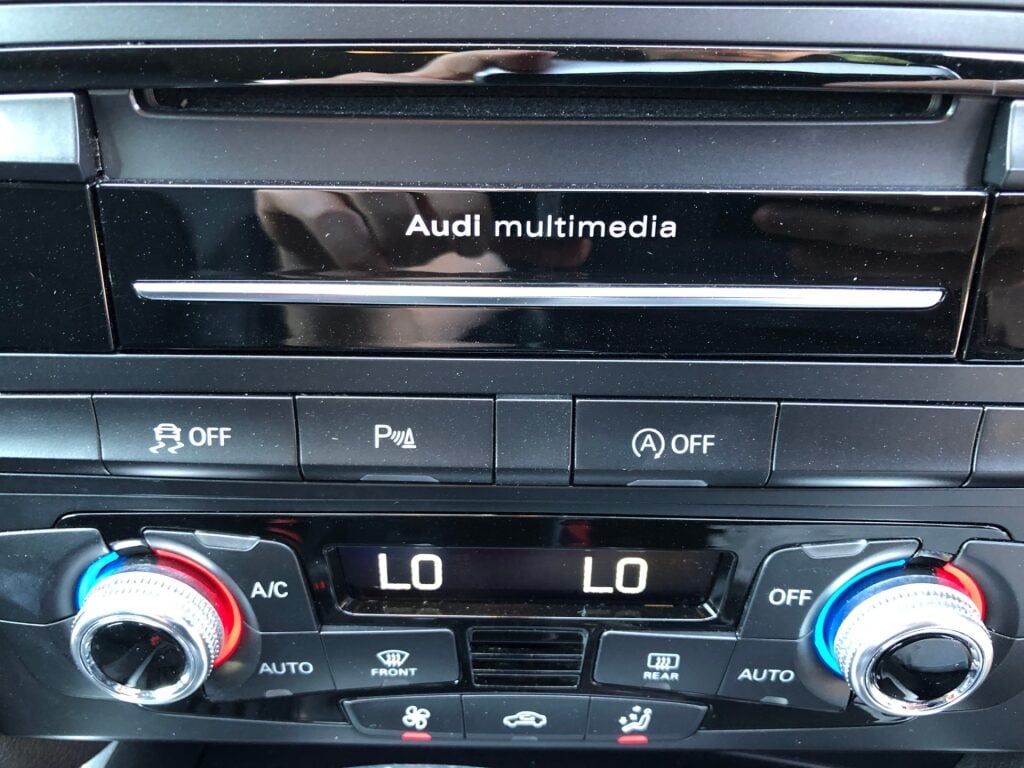 Audi multimedia
OFF
P
A OFF
LO LO
A/C
OFF
AUTO
FRONT
REAR
AUTO